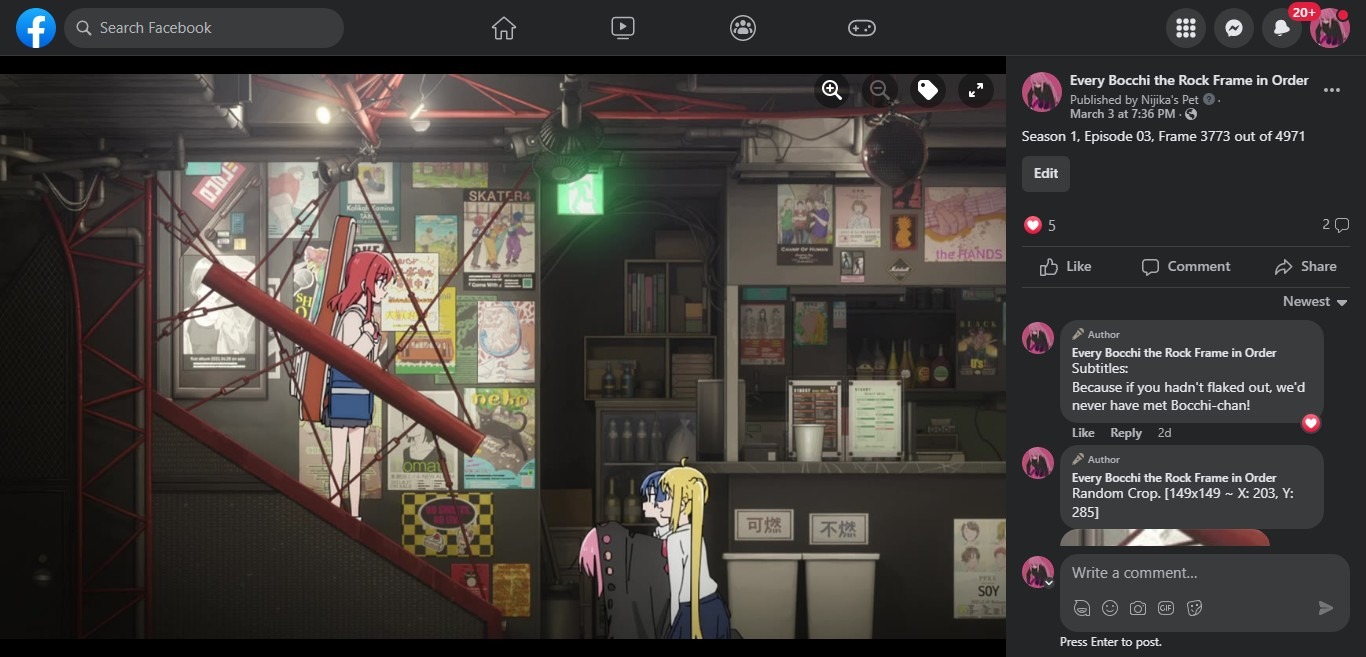 Search Facebook
20+
Every Bocchi the Rock Frame in Order
Published by Nijika's Pet
March 3 at 7:36 PM ·
Season 1, Episode 03, Frame 3773 out of 4971
Edit
5
2
Like
Comment
Share
Newest
Author
Every Bocchi the Rock Frame in Order
Subtitles:
Because if you hadn't flaked out, we'd
never have met Bocchi-chan!
Like Reply 2d
Author
Every Bocchi the Rock Frame in Order
Random Crop. [149x149 ~ X: 203, Y:
285]
Write a comment...
GIF
Press Enter to post.
COCO
SKATER4
the HANDS
neko
可燃
不燃
SOY